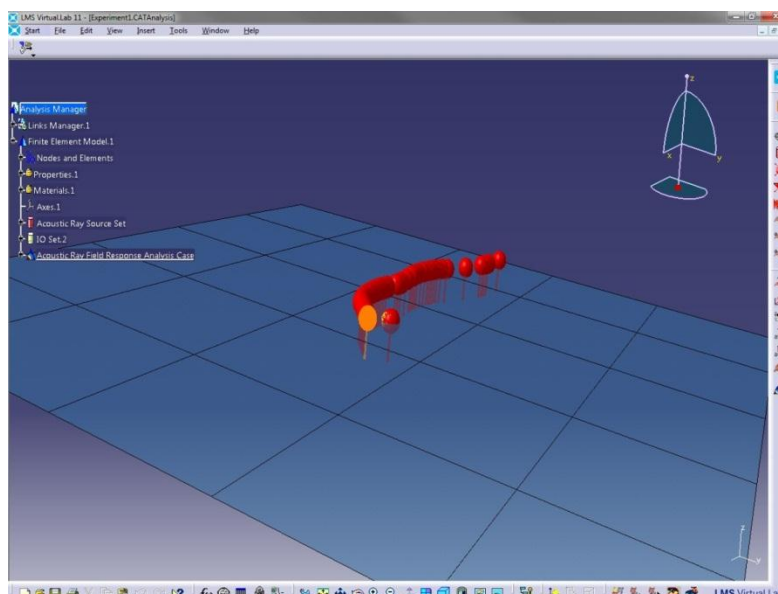 LMS Virtual.Lab 11 - [Experiment1.CATAnalysis]
Start File Edit View Insert Tools Window Help
Analysis Manager
Links Manager.1
Finite Element Model.1
Nodes and Elements
Properties.1
Materials.1
Axes.1
Acoustic Ray Source Set
IO Set.2
Acoustic Ray Field Response Analysis Case
z
x y
z
y
LMS Virtual.La